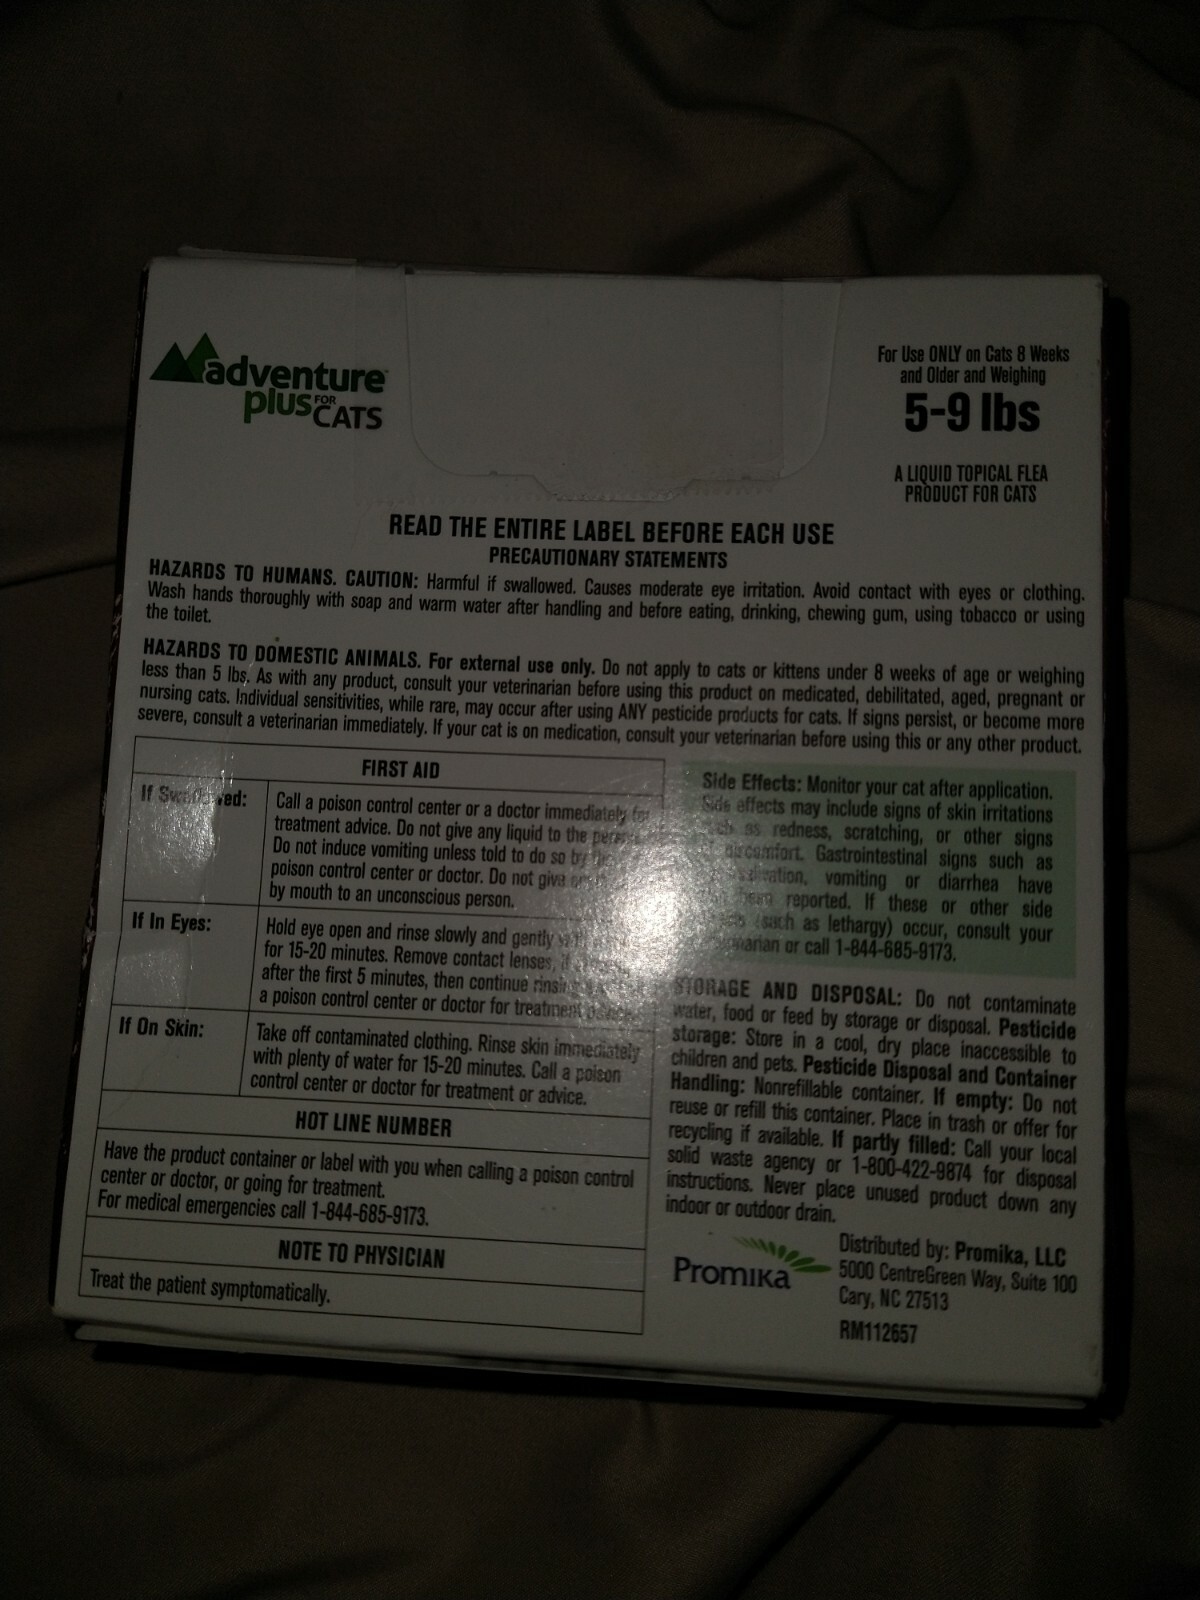 adventure
plus FOR CATS
For Use ONLY on Cats 8 Weeks
and Older and Weighing
5-9 lbs
A LIQUID TOPICAL FLEA
PRODUCT FOR CATS
READ THE ENTIRE LABEL BEFORE EACH USE
PRECAUTIONARY STATEMENTS
HAZARDS TO HUMANS. CAUTION: Harmful if swallowed. Causes moderate eye irritation. Avoid contact with eyes or clothing.
Wash hands thoroughly with soap and warm water after handling and before eating, drinking, chewing gum, using tobacco or using
the toilet.
HAZARDS TO DOMESTIC ANIMALS. For external use only. Do not apply to cats or kittens under 8 weeks of age or weighing
less than 5 lbs. As with any product, consult your veterinarian before using this product on medicated, debilitated, aged, pregnant or
nursing cats. Individual sensitivities, while rare, may occur after using ANY pesticide products for cats. If signs persist, or become more
severe, consult a veterinarian immediately. If your cat is on medication, consult your veterinarian before using this or any other product.
FIRST AID
If Swallowed:
Call a poison control center or a doctor immediately for
treatment advice. Do not give any liquid to the person.
Do not induce vomiting unless told to do so by the
poison control center or doctor. Do not give
by mouth to an unconscious person.
If In Eyes:
Hold eye open and rinse slowly and gently
for 15-20 minutes. Remove contact lenses, if
after the first 5 minutes, then continue
a poison control center or doctor for treatment
If On Skin:
Take off contaminated clothing. Rinse skin immediately
with plenty of water for 15-20 minutes. Call a poison
control center or doctor for treatment or advice.
HOT LINE NUMBER
Have the product container or label with you when calling a poison control
center or doctor, or going for treatment.
For medical emergencies call 1-844-685-9173.
NOTE TO PHYSICIAN
Treat the patient symptomatically.
Side Effects: Monitor your cat after application.
Side effects may include signs of skin irritations
such as redness, scratching, or other signs
of discomfort. Gastrointestinal signs such as
vomiting or diarrhea have
been reported. If these or other side
(such as lethargy) occur, consult your
veterinarian or call 1-844-685-9173.
STORAGE AND DISPOSAL: Do not contaminate
water, food or feed by storage or disposal. Pesticide
storage: Store in a cool, dry place inaccessible to
children and pets. Pesticide Disposal and Container
Handling: Nonrefillable container. If empty: Do not
reuse or refill this container. Place in trash or offer for
recycling if available. If partly filled: Call your local
solid waste agency or 1-800-422-9874 for disposal
instructions. Never place unused product down any
indoor or outdoor drain.
Promika
Distributed by: Promika, LLC
5000 CentreGreen Way, Suite 100
Cary, NC 27513
RM112657